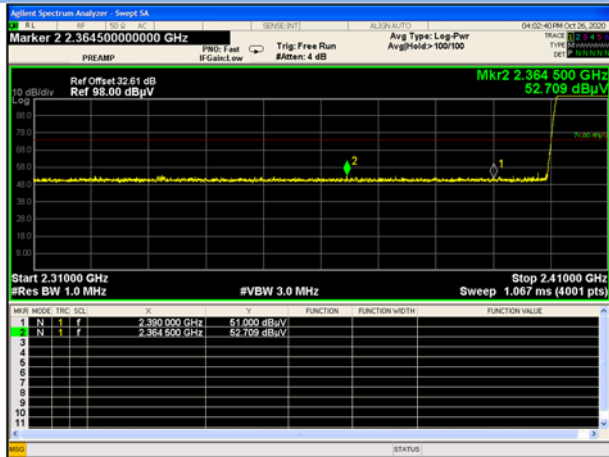 Agilent Spectrum Analyzer - Swept SA
RL RF 50 Ω AC SENSE:INT ALIGN AUTO 04:02:40 PM Oct 26, 2020
Marker 2 2.364500000000 GHz
PREAMP
PNO: Fast
IFGain:Low
Trig: Free Run
#Atten: 4 dB
Avg Type: Log-Pwr
Avg|Hold:>100/100
TRACE 1 2 3 4 5 6
TYPE
DET P N N N N N
Mkr2 2.364 500 GHz
52.709 dBµV
Ref Offset 32.61 dB
10 dB/div Ref 98.00 dBµV
Log
88.0
78.0
68.0
58.0
48.0
38.0
28.0
18.0
8.00
2
1
Start 2.31000 GHz Stop 2.41000 GHz
#Res BW 1.0 MHz #VBW 3.0 MHz Sweep 1.067 ms (4001 pts)
MKR MODE TRC SCL X Y FUNCTION FUNCTION WIDTH FUNCTION VALUE
1 N 1 f 2.390 000 GHz 51.000 dBµV
2 N 1 f 2.364 500 GHz 52.709 dBµV
3
4
5
6
7
8
9
10
11
MSG STATUS